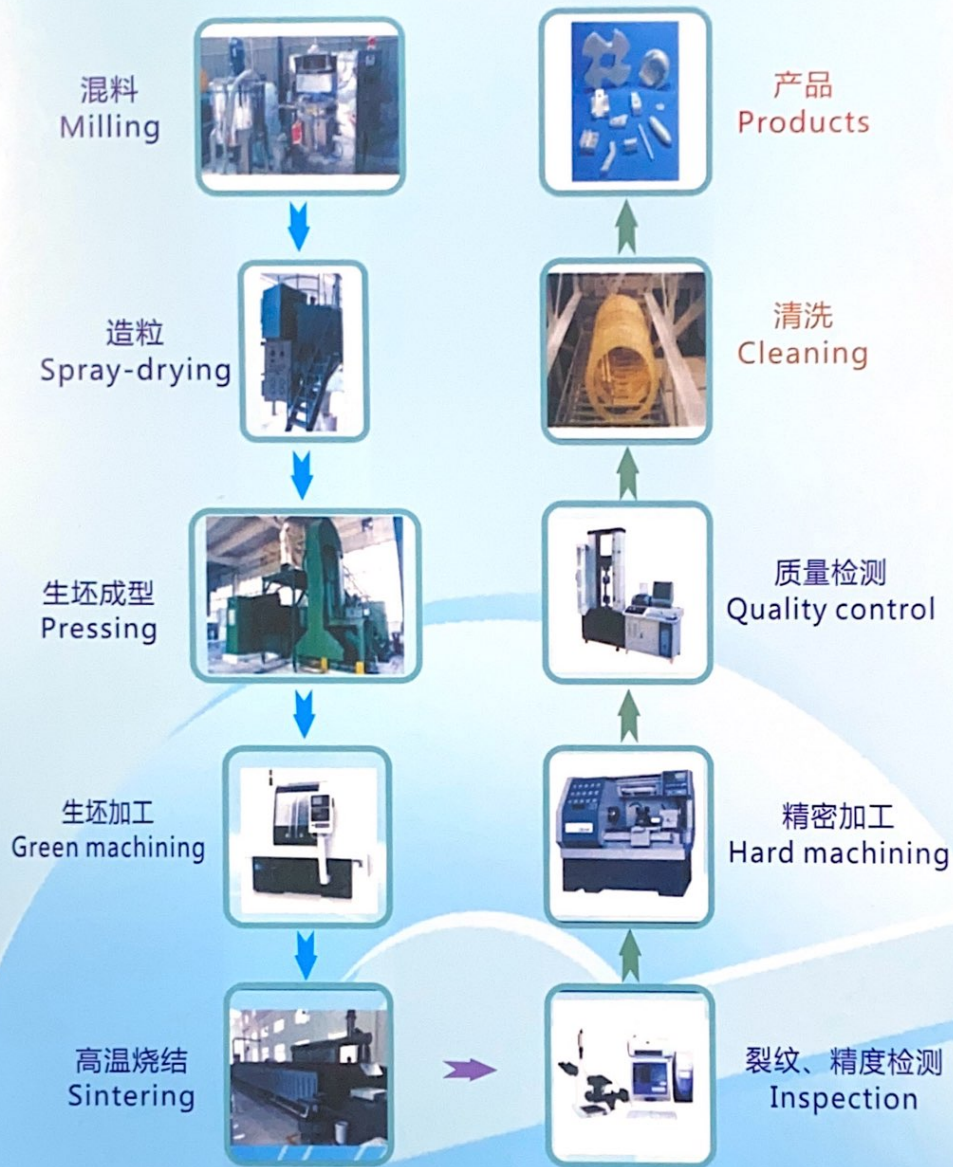 混料
Milling
造粒
Spray-drying
生坯成型
Pressing
生坯加工
Green machining
高温烧结
Sintering
裂纹、精度检测
Inspection
精密加工
Hard machining
质量检测
Quality control
清洗
Cleaning
产品
Products